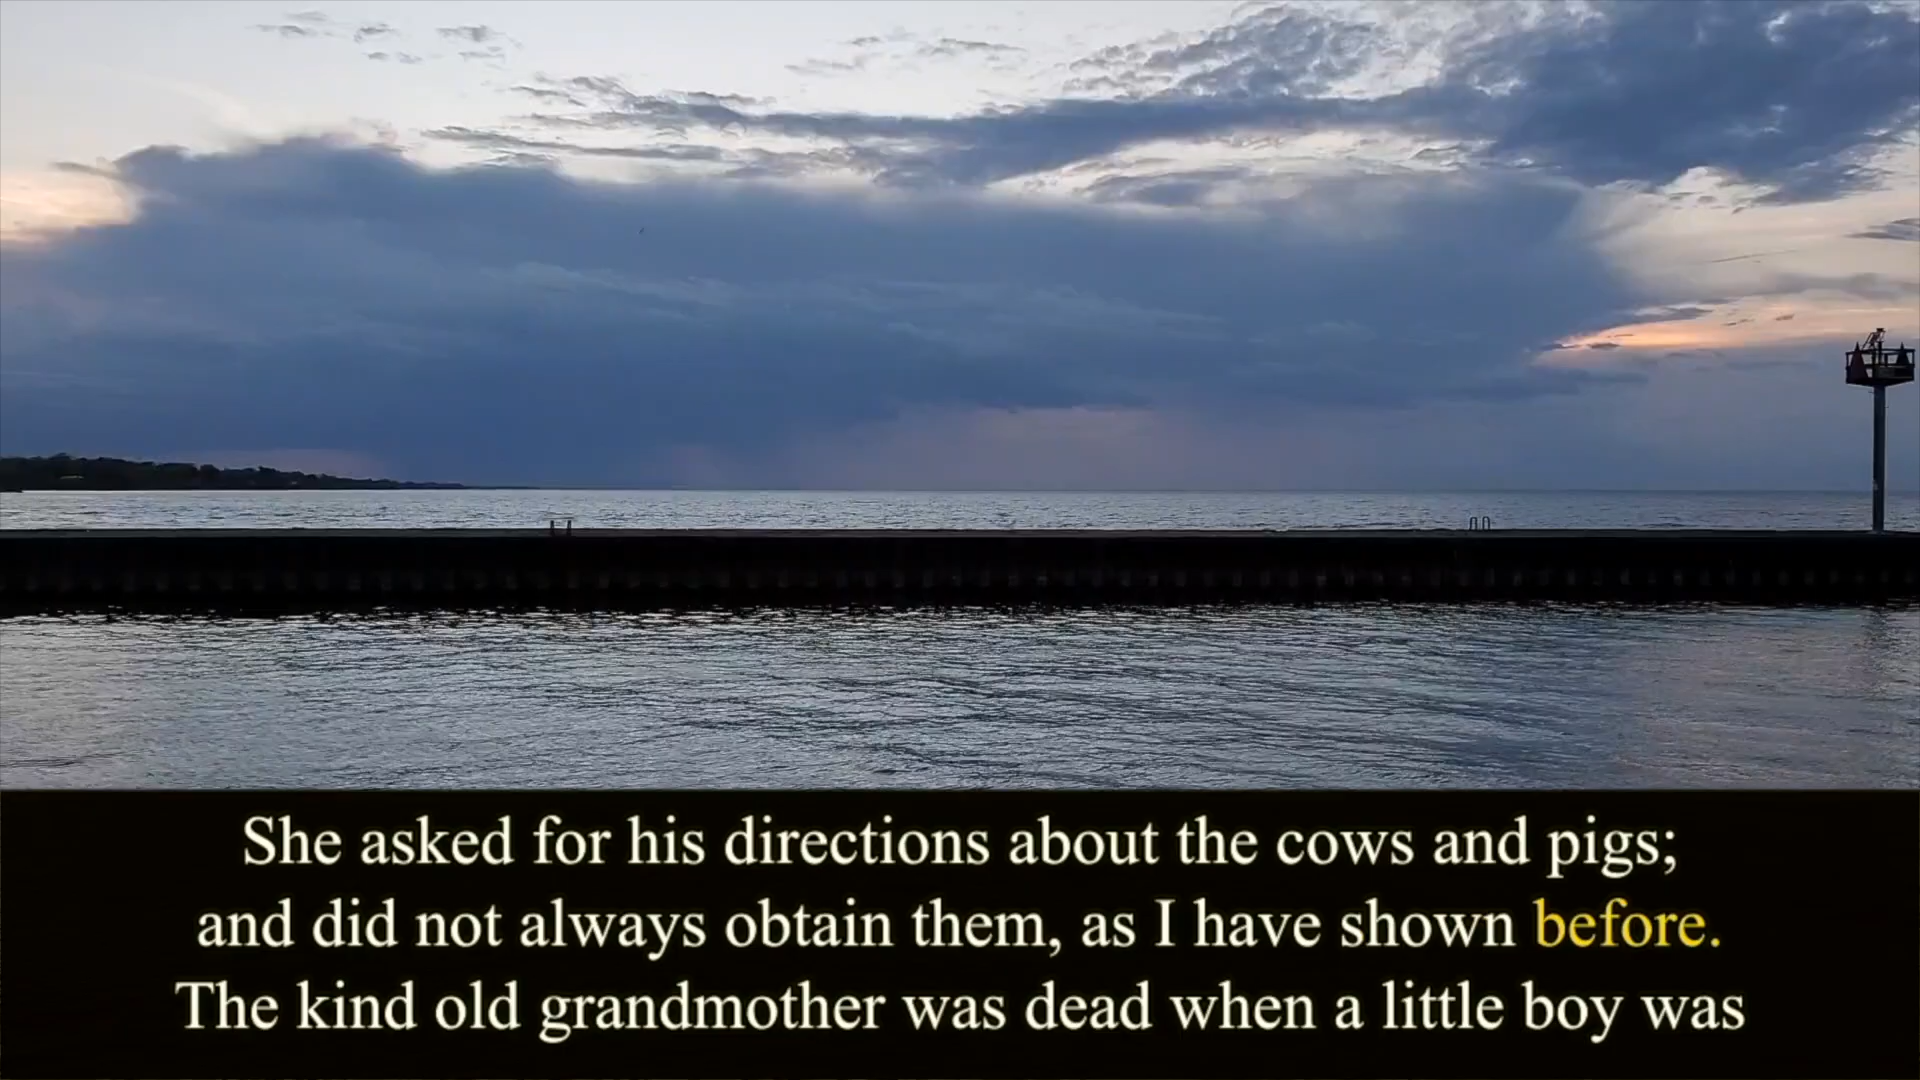 She asked for his directions about the cows and pigs;
and did not always obtain them, as I have shown before.
The kind old grandmother was dead when a little boy was